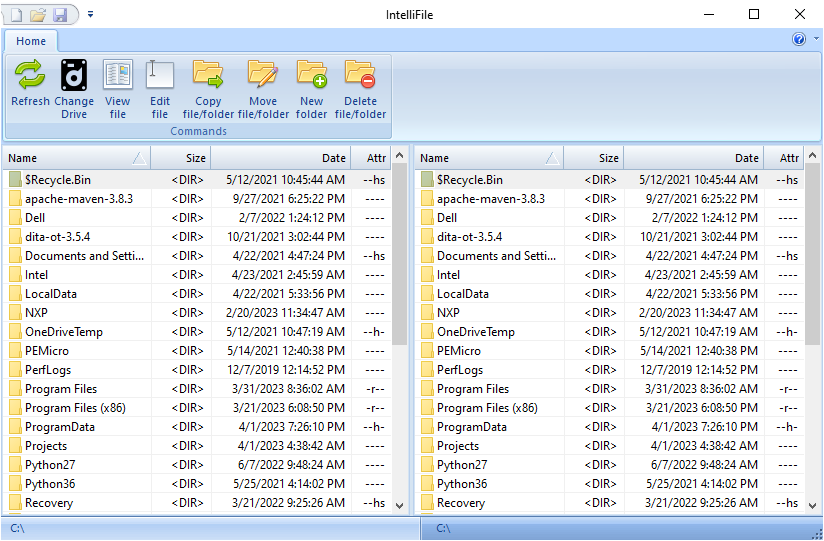 IntelliFile
Home
Refresh Change Drive View file Edit file Copy file/folder Move file/folder New folder Delete file/folder
Commands
Name Size Date Attr Name Size Date Attr
$Recycle.Bin <DIR> 5/12/2021 10:45:44 AM --hs $Recycle.Bin <DIR> 5/12/2021 10:45:44 AM --hs
apache-maven-3.8.3 <DIR> 9/27/2021 6:25:22 PM ---- apache-maven-3.8.3 <DIR> 9/27/2021 6:25:22 PM ----
Dell <DIR> 2/7/2022 1:24:12 PM ---- Dell <DIR> 2/7/2022 1:24:12 PM ----
dita-ot-3.5.4 <DIR> 10/21/2021 3:02:44 PM ---- dita-ot-3.5.4 <DIR> 10/21/2021 3:02:44 PM ----
Documents and Setti... <DIR> 4/22/2021 4:47:24 PM --hs Documents and Setti... <DIR> 4/22/2021 4:47:24 PM --hs
Intel <DIR> 4/23/2021 2:45:59 AM ---- Intel <DIR> 4/23/2021 2:45:59 AM ----
LocalData <DIR> 4/22/2021 5:33:56 PM ---- LocalData <DIR> 4/22/2021 5:33:56 PM ----
NXP <DIR> 2/20/2023 11:34:47 AM ---- NXP <DIR> 2/20/2023 11:34:47 AM ----
OneDriveTemp <DIR> 5/12/2021 10:47:19 AM --h- OneDriveTemp <DIR> 5/12/2021 10:47:19 AM --h-
PEMicro <DIR> 5/14/2021 12:40:38 PM ---- PEMicro <DIR> 5/14/2021 12:40:38 PM ----
PerfLogs <DIR> 12/7/2019 12:14:52 PM ---- PerfLogs <DIR> 12/7/2019 12:14:52 PM ----
Program Files <DIR> 3/31/2023 8:36:02 AM -r-- Program Files <DIR> 3/31/2023 8:36:02 AM -r--
Program Files (x86) <DIR> 3/21/2023 6:08:50 PM -r-- Program Files (x86) <DIR> 3/21/2023 6:08:50 PM -r--
ProgramData <DIR> 4/1/2023 7:26:10 PM --h- ProgramData <DIR> 4/1/2023 7:26:10 PM --h-
Projects <DIR> 4/1/2023 4:38:42 AM ---- Projects <DIR> 4/1/2023 4:38:42 AM ----
Python27 <DIR> 6/7/2022 9:48:24 AM ---- Python27 <DIR> 6/7/2022 9:48:24 AM ----
Python36 <DIR> 5/25/2021 4:14:02 PM ---- Python36 <DIR> 5/25/2021 4:14:02 PM ----
Recovery <DIR> 3/21/2022 9:25:26 AM --hs Recovery <DIR> 3/21/2022 9:25:26 AM --hs
C:\ C:\